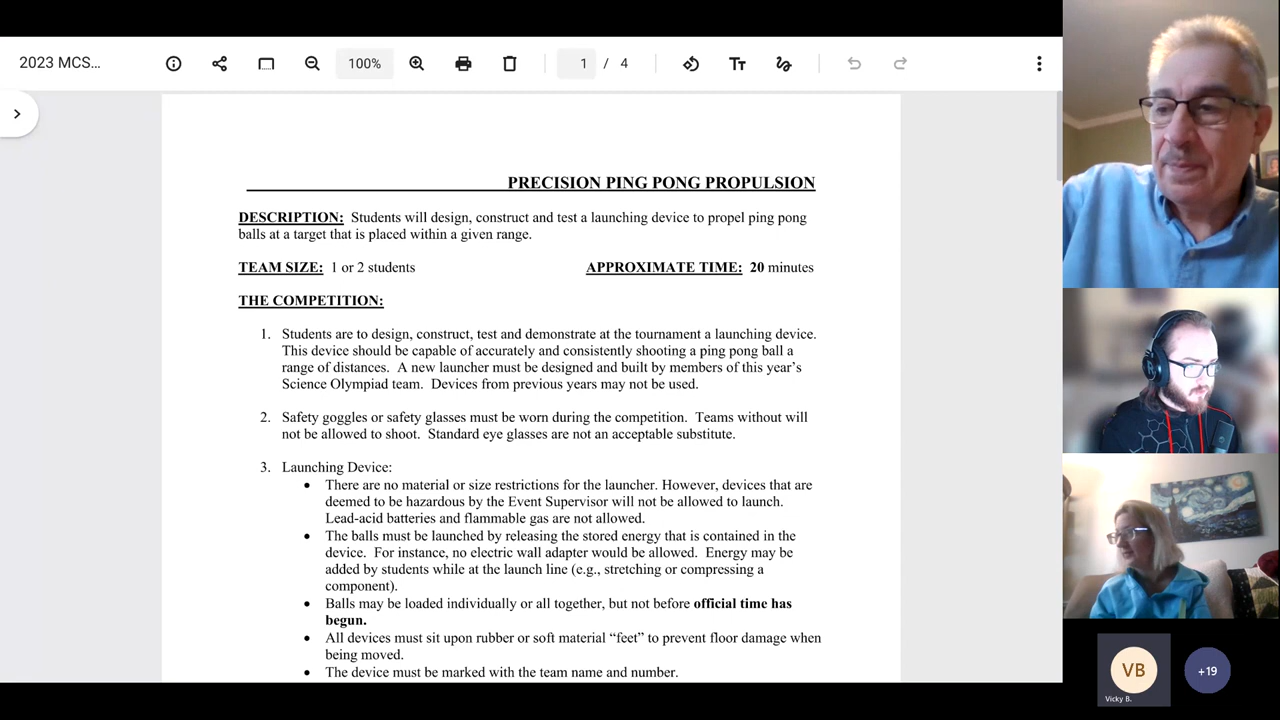 2023 MCS...
100%
1 / 4
PRECISION PING PONG PROPULSION
DESCRIPTION: Students will design, construct and test a launching device to propel ping pong
balls at a target that is placed within a given range.
TEAM SIZE: 1 or 2 students APPROXIMATE TIME: 20 minutes
THE COMPETITION:
1. Students are to design, construct, test and demonstrate at the tournament a launching device.
This device should be capable of accurately and consistently shooting a ping pong ball a
range of distances. A new launcher must be designed and built by members of this year’s
Science Olympiad team. Devices from previous years may not be used.
2. Safety goggles or safety glasses must be worn during the competition. Teams without will
not be allowed to shoot. Standard eye glasses are not an acceptable substitute.
3. Launching Device:
• There are no material or size restrictions for the launcher. However, devices that are
deemed to be hazardous by the Event Supervisor will not be allowed to launch.
Lead-acid batteries and flammable gas are not allowed.
• The balls must be launched by releasing the stored energy that is contained in the
device. For instance, no electric wall adapter would be allowed. Energy may be
added by students while at the launch line (e.g., stretching or compressing a
component).
• Balls may be loaded individually or all together, but not before official time has
begun.
• All devices must sit upon rubber or soft material “feet” to prevent floor damage when
being moved.
• The device must be marked with the team name and number.
VB
Vicky B.
+19